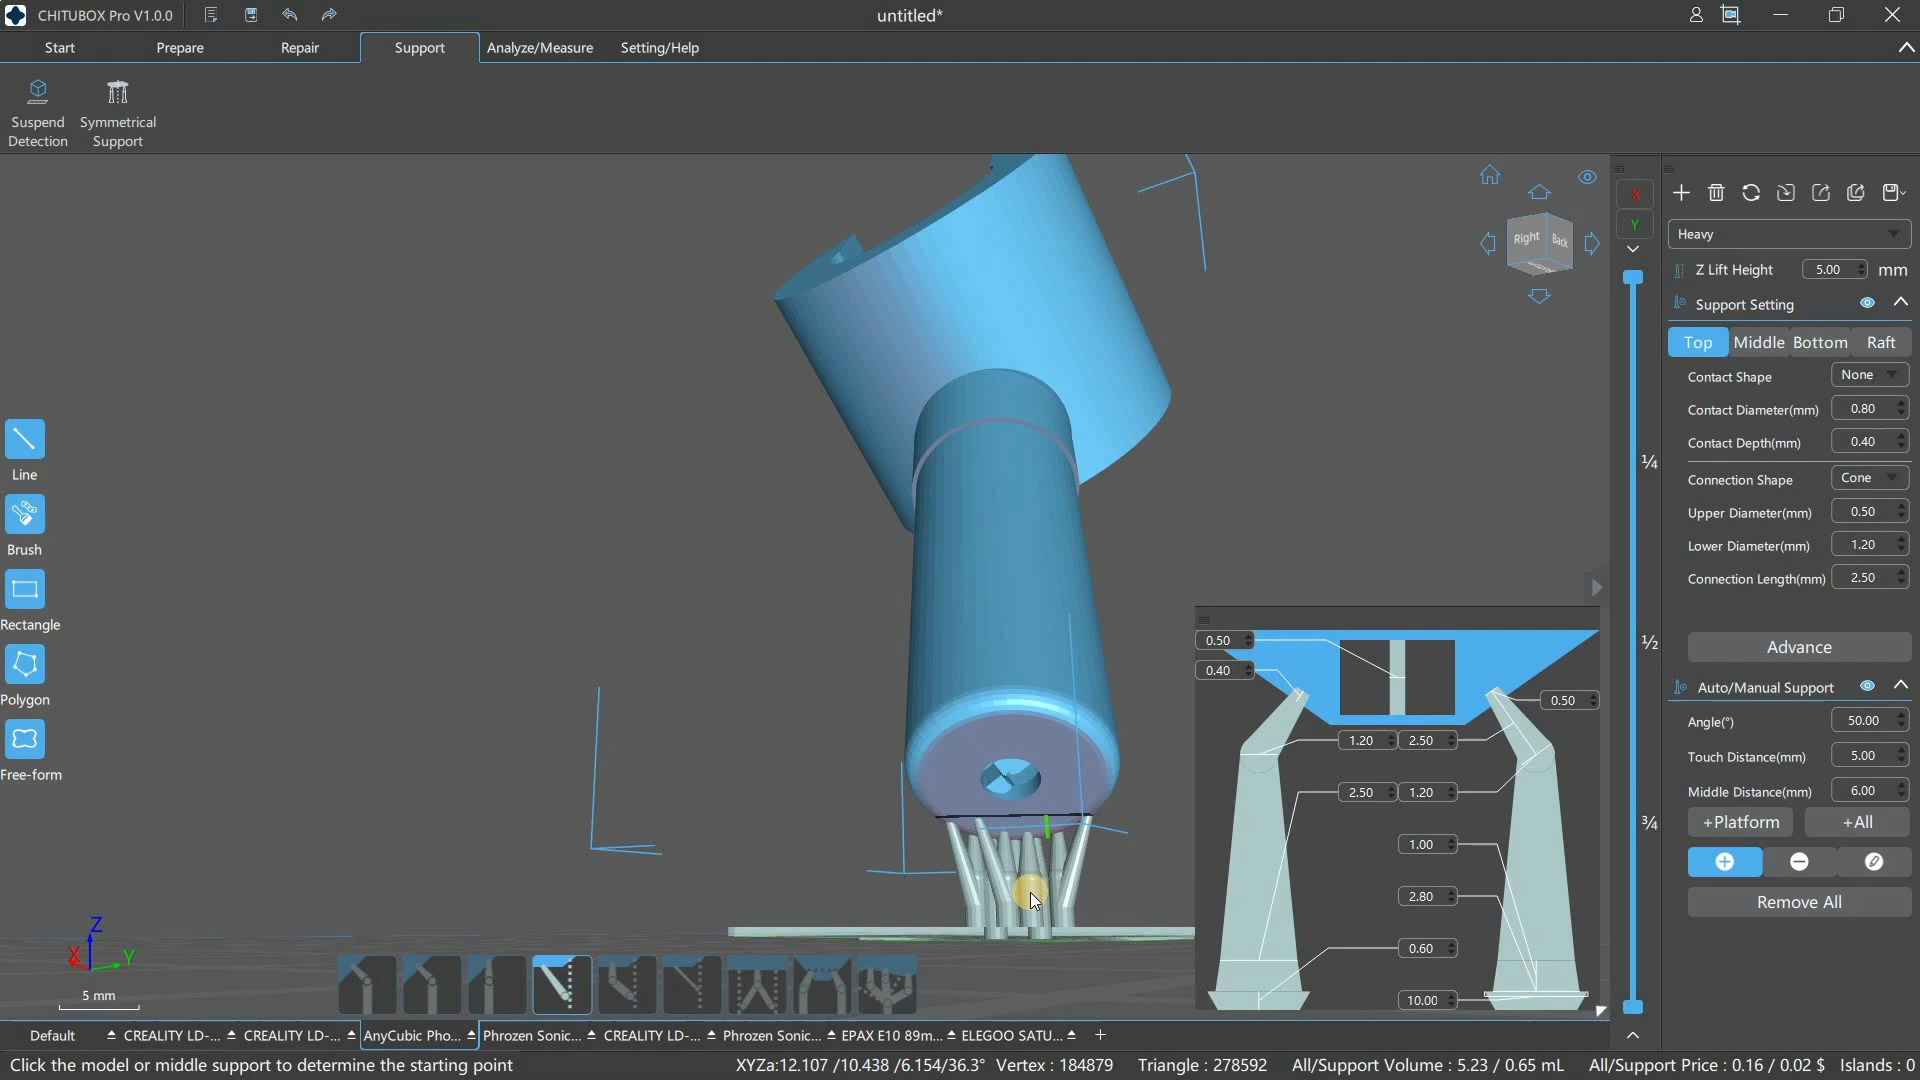 CHITUBOX Pro V1.0.0
untitled*
Start Prepare Repair Support Analyze/Measure Setting/Help
Suspend Detection
Symmetrical Support
Line
Brush
Rectangle
Polygon
Free-form
Right Back
X
Y
1/4
1/2
3/4
Heavy
Z Lift Height 5.00 mm
Support Setting
Top Middle Bottom Raft
Contact Shape None
Contact Diameter(mm) 0.80
Contact Depth(mm) 0.40
Connection Shape Cone
Upper Diameter(mm) 0.50
Lower Diameter(mm) 1.20
Connection Length(mm) 2.50
Advance
Auto/Manual Support
Angle(°) 50.00
Touch Distance(mm) 5.00
Middle Distance(mm) 6.00
+Platform +All
Remove All
0.50
0.40
0.50
1.20 2.50
2.50 1.20
1.00
2.80
0.60
10.00
Z
X Y
5 mm
Default CREALITY LD-... CREALITY LD-... AnyCubic Pho... Phrozen Sonic... CREALITY LD-... Phrozen Sonic... EPAX E10 89m... ELEGOO SATU... +
Click the model or middle support to determine the starting point XYZa:12.107 /10.438 /6.154/36.3° Vertex : 184879 Triangle : 278592 All/Support Volume : 5.23 / 0.65 mL All/Support Price : 0.16 / 0.02 $ Islands : 0